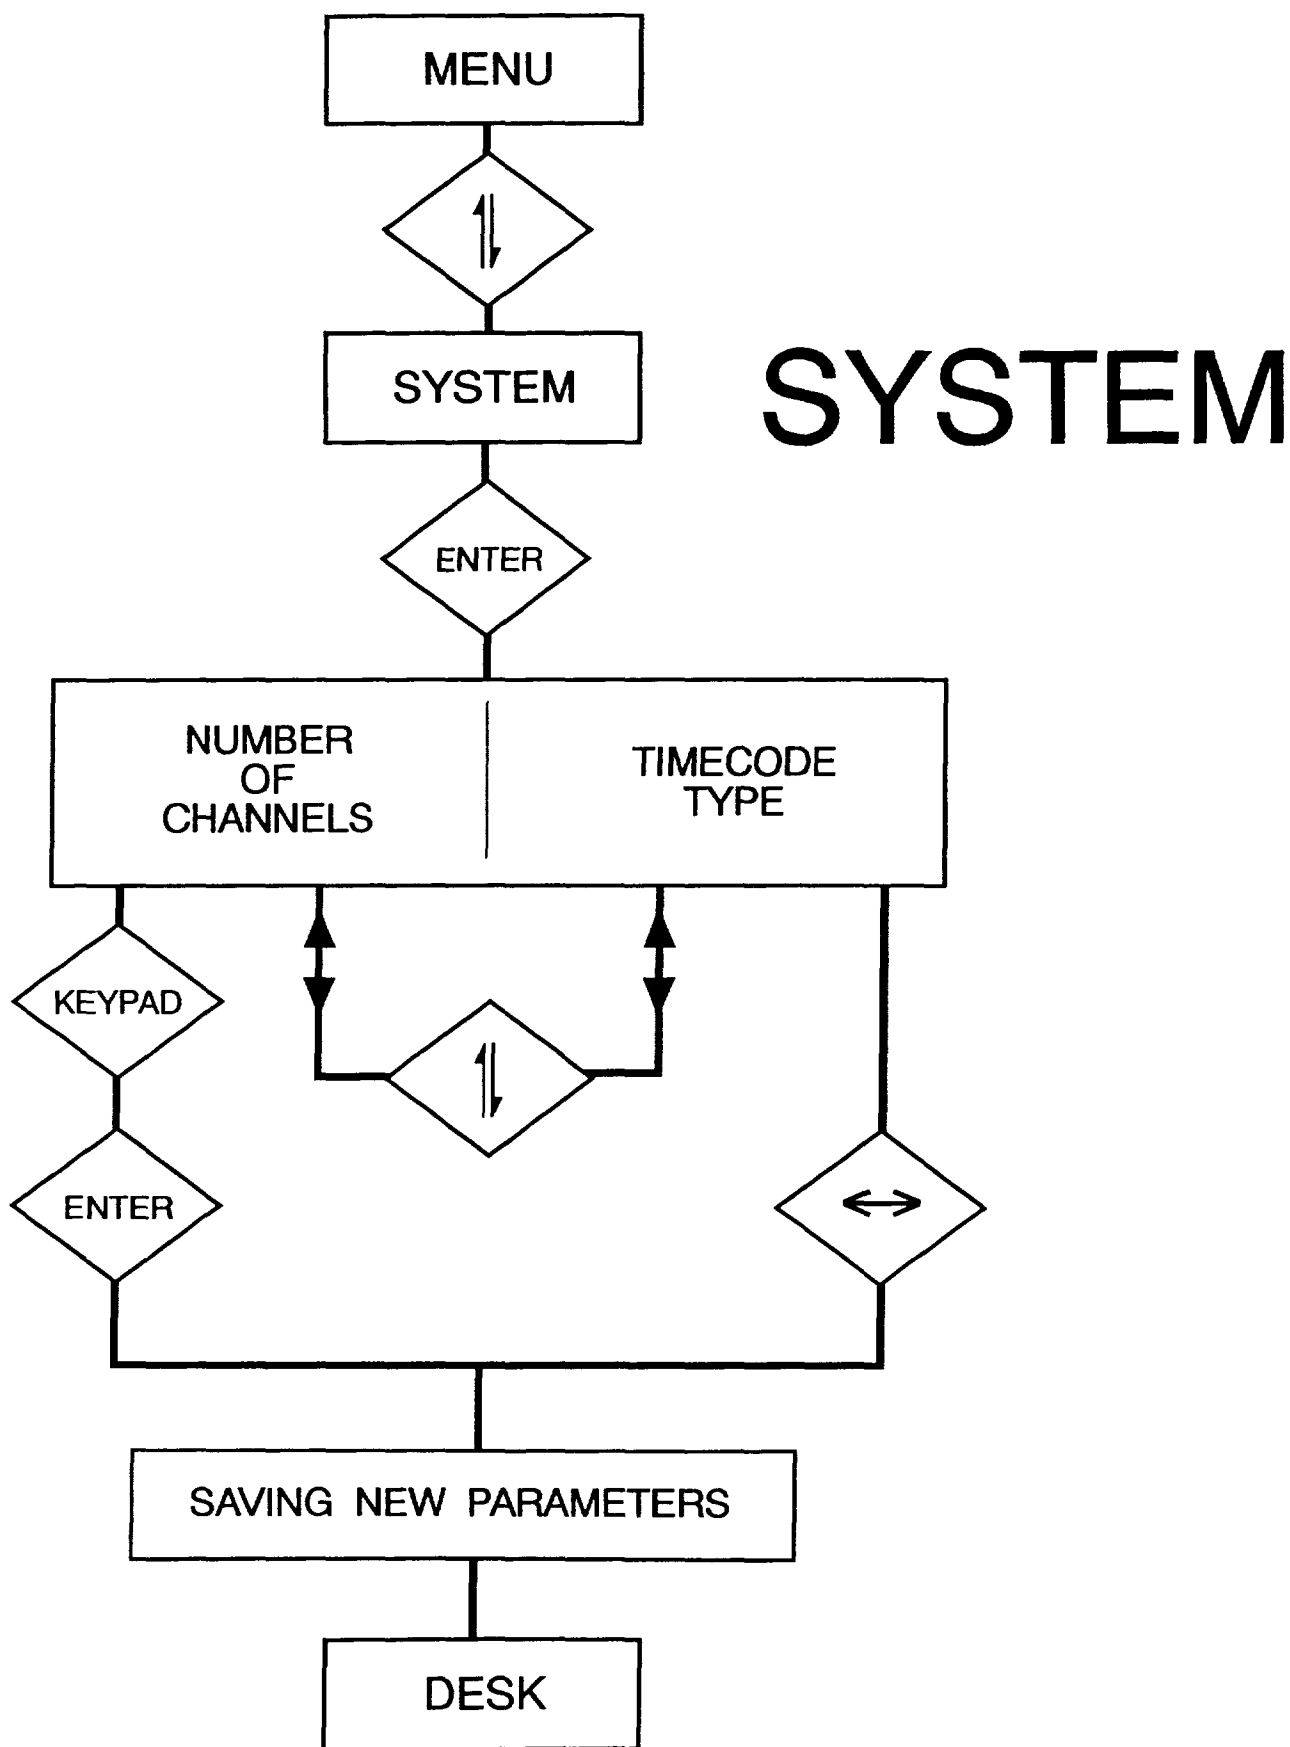 MENU
SYSTEM
SYSTEM
ENTER
NUMBER
OF
CHANNELS
TIMECODE
TYPE
KEYPAD
ENTER
SAVING NEW PARAMETERS
DESK